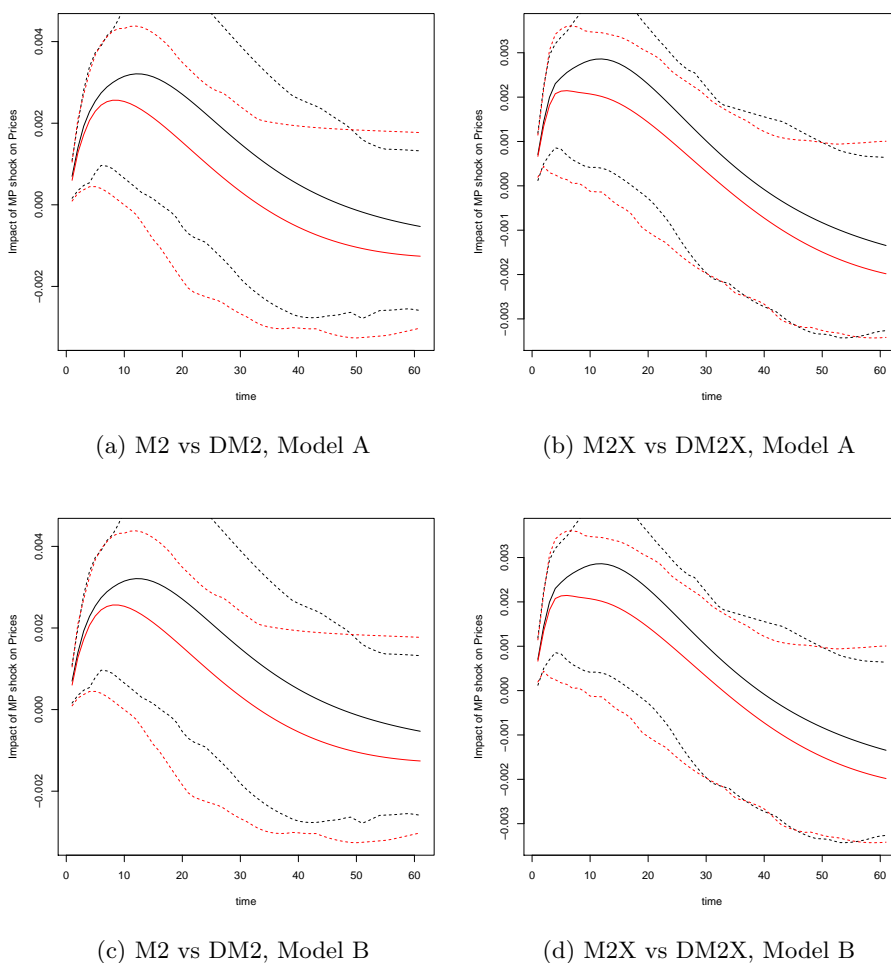 Impact of MP shock on Prices
0.004
0.002
0.000
−0.002
0 10 20 30 40 50 60
time
(a) M2 vs DM2, Model A
Impact of MP shock on Prices
0.003
0.002
0.001
0.000
−0.001
−0.002
−0.003
0 10 20 30 40 50 60
time
(b) M2X vs DM2X, Model A
Impact of MP shock on Prices
0.004
0.002
0.000
−0.002
0 10 20 30 40 50 60
time
(c) M2 vs DM2, Model B
Impact of MP shock on Prices
0.003
0.002
0.001
0.000
−0.001
−0.002
−0.003
0 10 20 30 40 50 60
time
(d) M2X vs DM2X, Model B